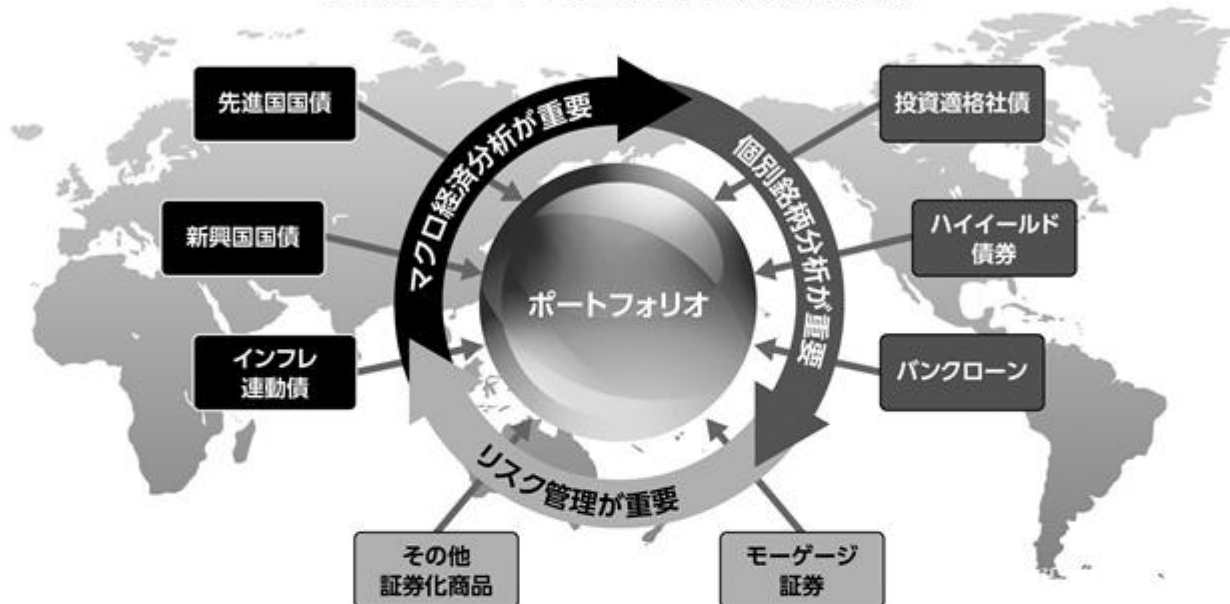 先進国国債
新興国国債
インフレ
連動債
マクロ経済分析が重要
ポートフォリオ
個別銘柄分析が重要
投資適格社債
ハイイールド
債券
バンクローン
リスク管理が重要
その他
証券化商品
モーゲージ
証券